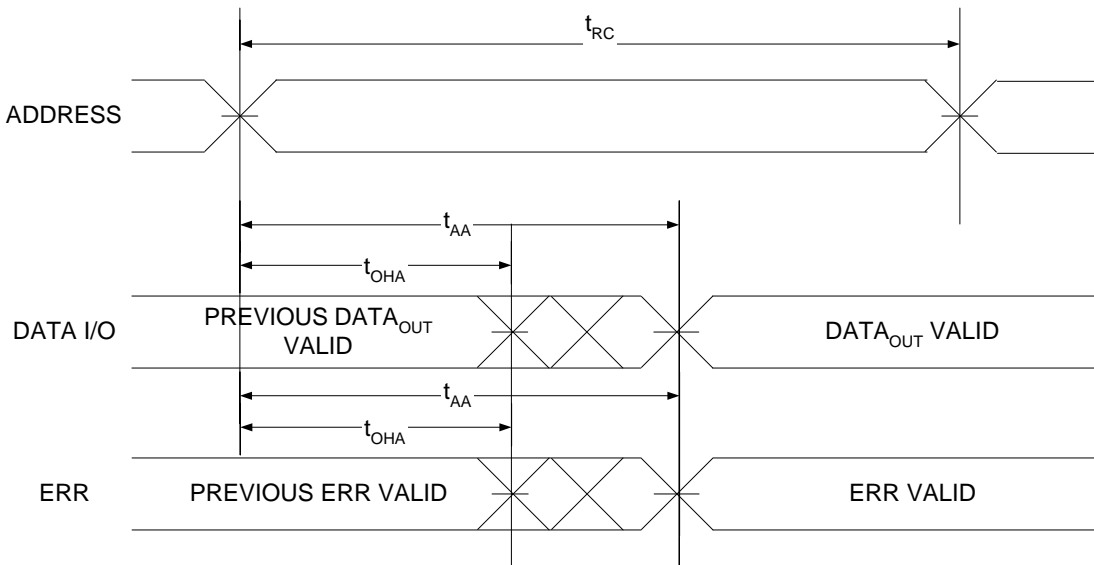 tRC
ADDRESS
tAA
tOHA
DATA I/O
PREVIOUS DATAOUT
VALID
DATAOUT VALID
tAA
tOHA
ERR
PREVIOUS ERR VALID
ERR VALID